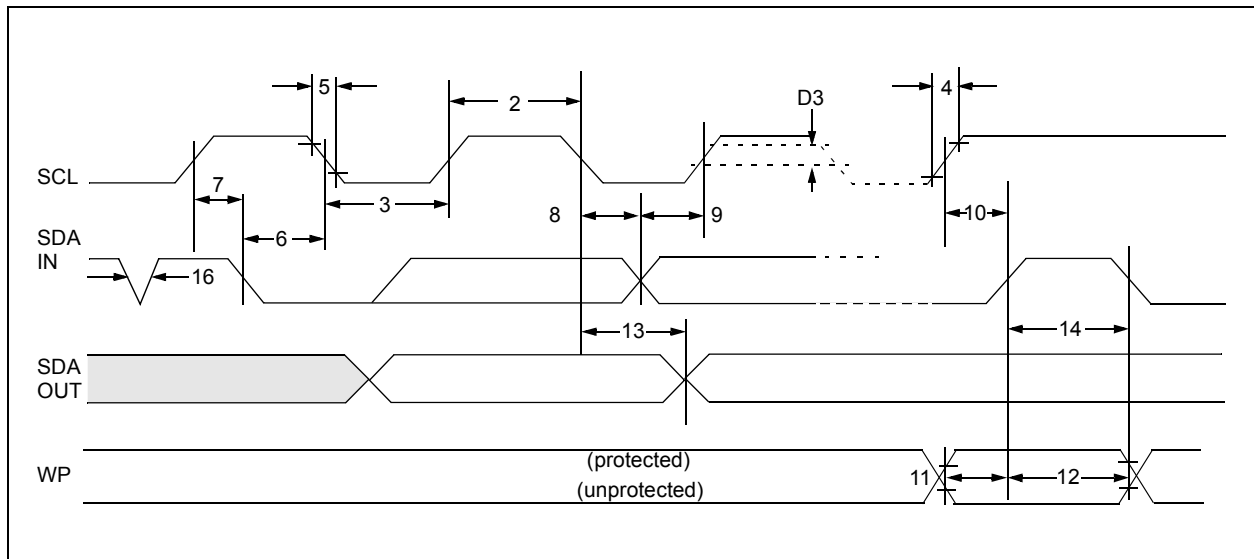 5
2
D3
4
SCL
7
3
8
9
10
SDA
IN
6
16
13
14
SDA
OUT
WP
(protected)
(unprotected)
11
12